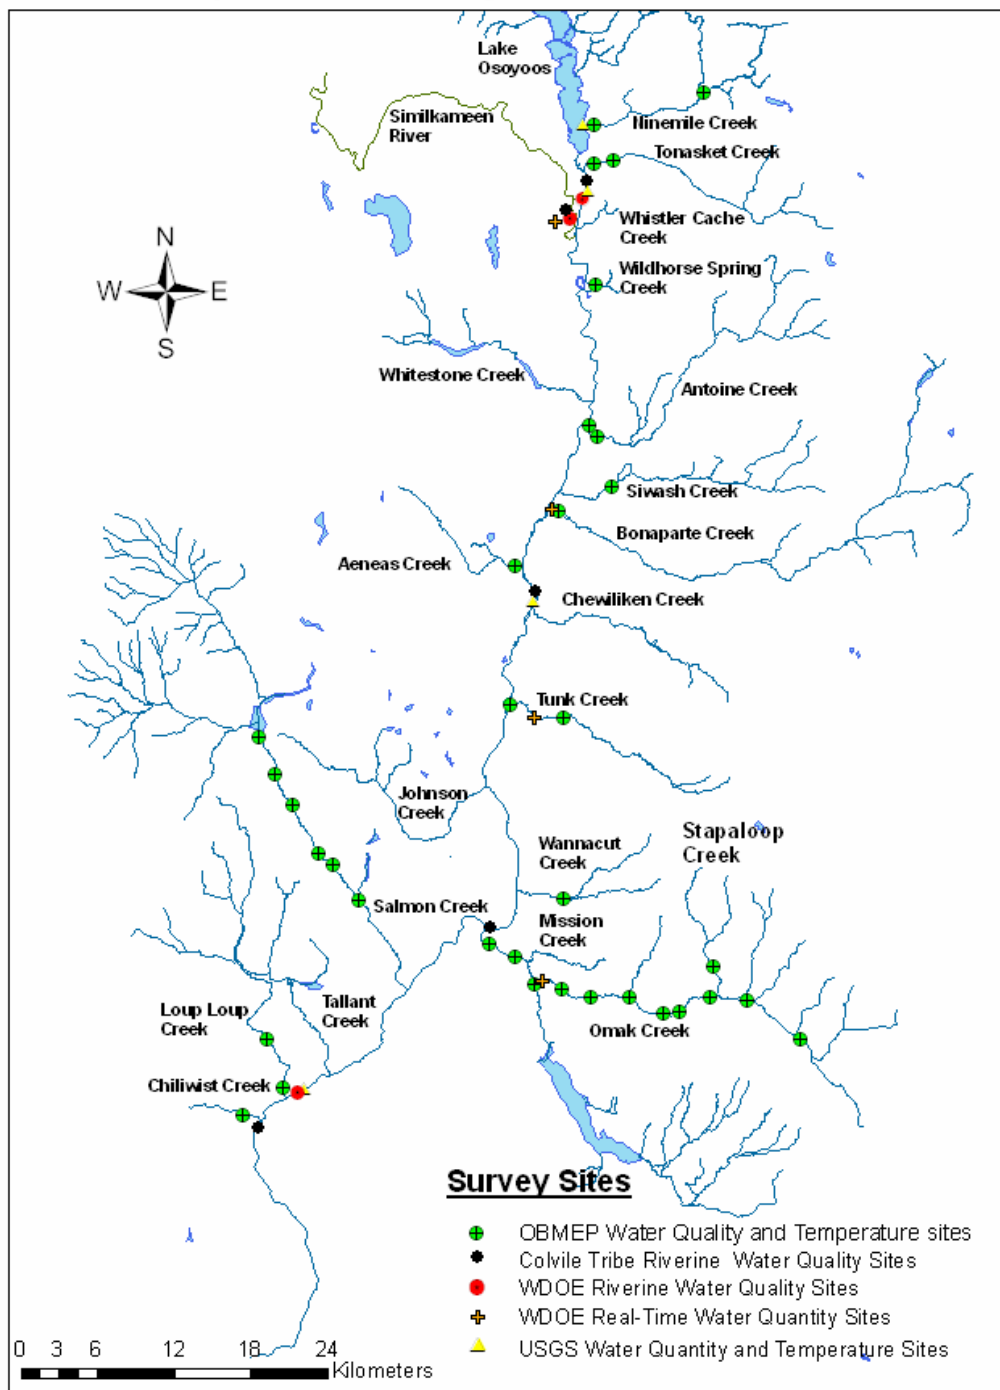 Lake
Osoyoos
Similkameen
River
Ninemile Creek
Tonasket Creek
Whistler Cache
Creek
Wildhorse Spring
Creek
N
W
E
S
Whitestone Creek
Antoine Creek
Siwash Creek
Bonaparte Creek
Aeneas Creek
Chewiliken Creek
Tunk Creek
Johnson
Creek
Wannacut
Creek
Stapaloop
Creek
Salmon Creek
Mission
Creek
Loup Loup
Creek
Tallant
Creek
Omak Creek
Chiliwist Creek
Survey Sites
OBMEP Water Quality and Temperature sites
Colvile Tribe Riverine Water Quality Sites
WDOE Riverine Water Quality Sites
WDOE Real-Time Water Quantity Sites
USGS Water Quantity and Temperature Sites
0 3 6 12 18 24
Kilometers